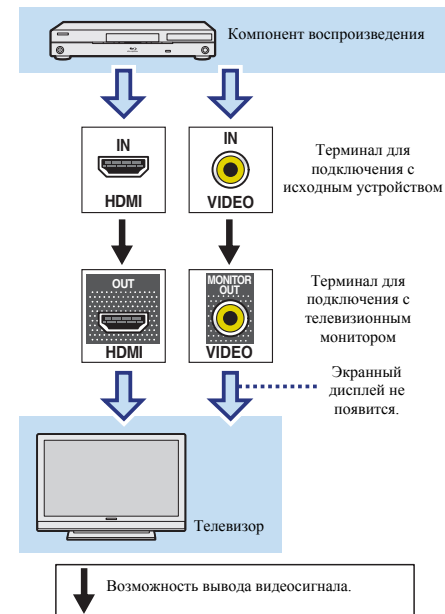 Компонент воспроизведения
IN
HDMI
IN
VIDEO
Терминал для
подключения с
исходным устройством
OUT
HDMI
MONITOR
OUT
VIDEO
Терминал для
подключения с
телевизионным
монитором
Экранный
дисплей не
появится.
Телевизор
Возможность вывода видеосигнала.